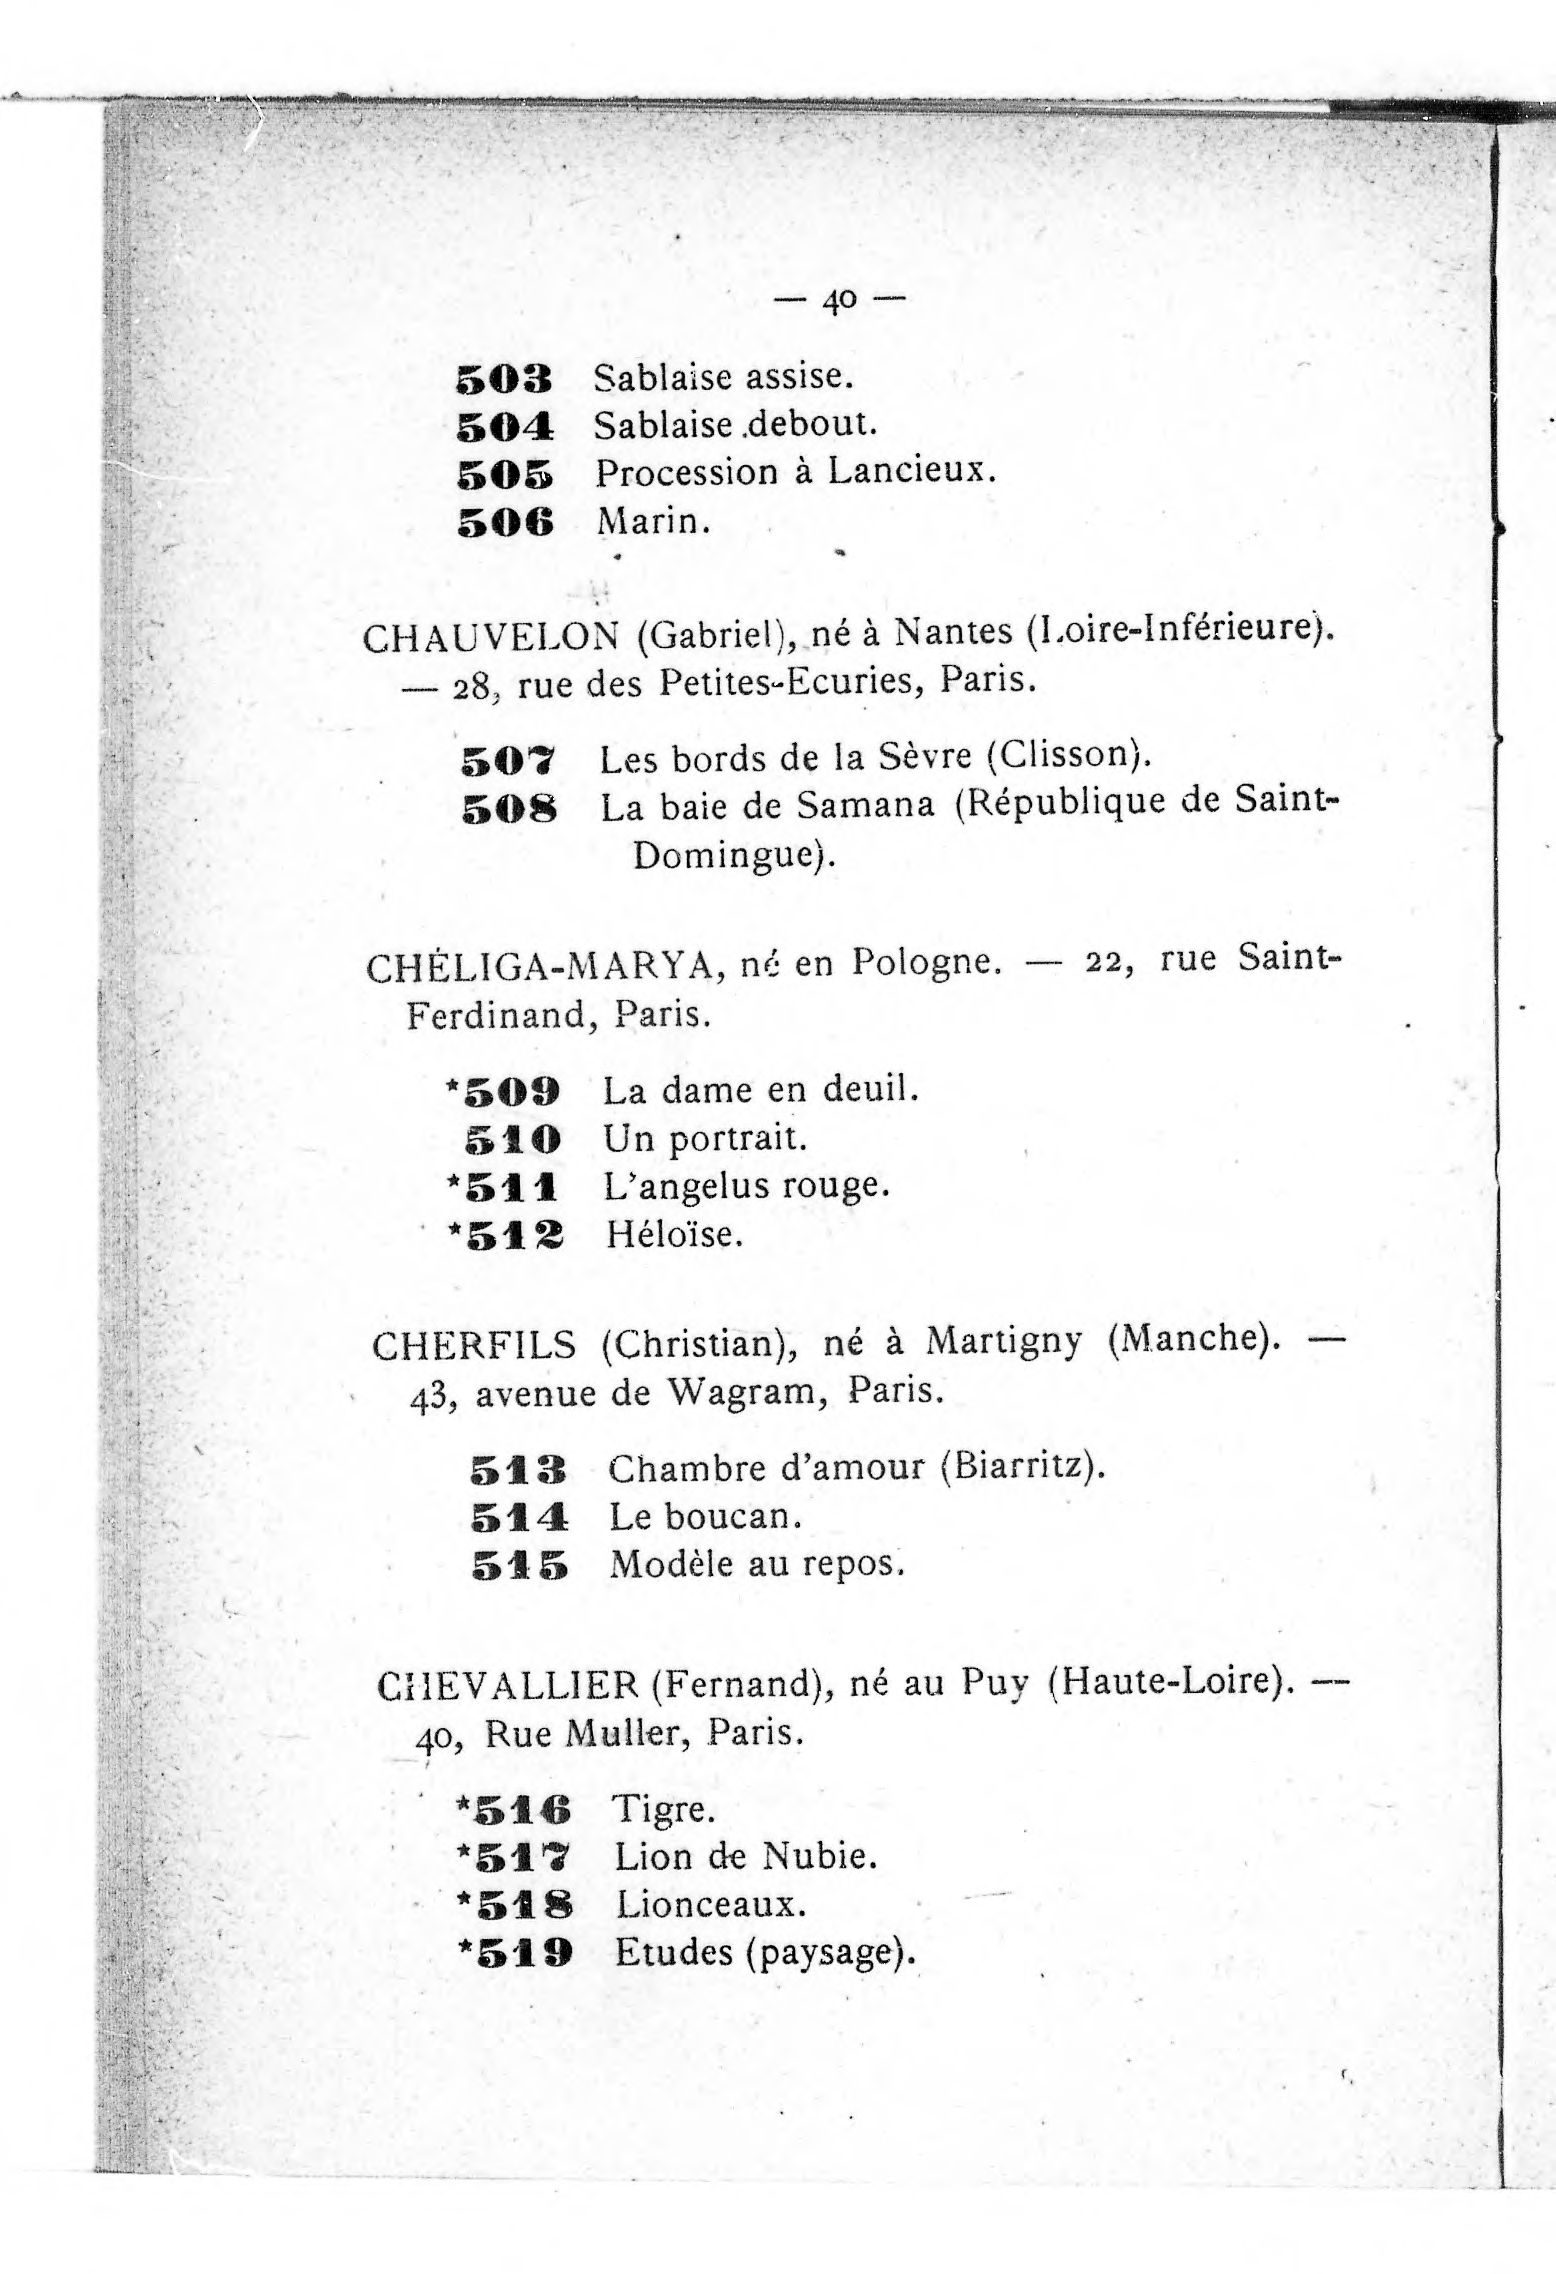 — 40 —
503 Sablaise assise.
504 Sablaise debout.
505 Procession à Lancieux.
506 Marin.
CHAUVELON (Gabriel), né à Nantes (Loire-Inférieure).
— 28, rue des Petites-Ecuries, Paris.
507 Les bords de la Sèvre (Clisson).
508 La baie de Samana (République de Saint-
Domingue).
CHÉLIGA-MARYA, né en Pologne. — 22, rue Saint-
Ferdinand, Paris.
*509 La dame en deuil.
510 Un portrait.
*511 L'angelus rouge.
*512 Héloïse.
CHERFILS (Christian), né à Martigny (Manche). —
43, avenue de Wagram, Paris.
513 Chambre d'amour (Biarritz).
514 Le boucan.
515 Modèle au repos.
CHEVALLIER (Fernand), né au Puy (Haute-Loire). —
40, Rue Muller, Paris.
*516 Tigre.
*517 Lion de Nubie.
*518 Lionceaux.
*519 Etudes (paysage).